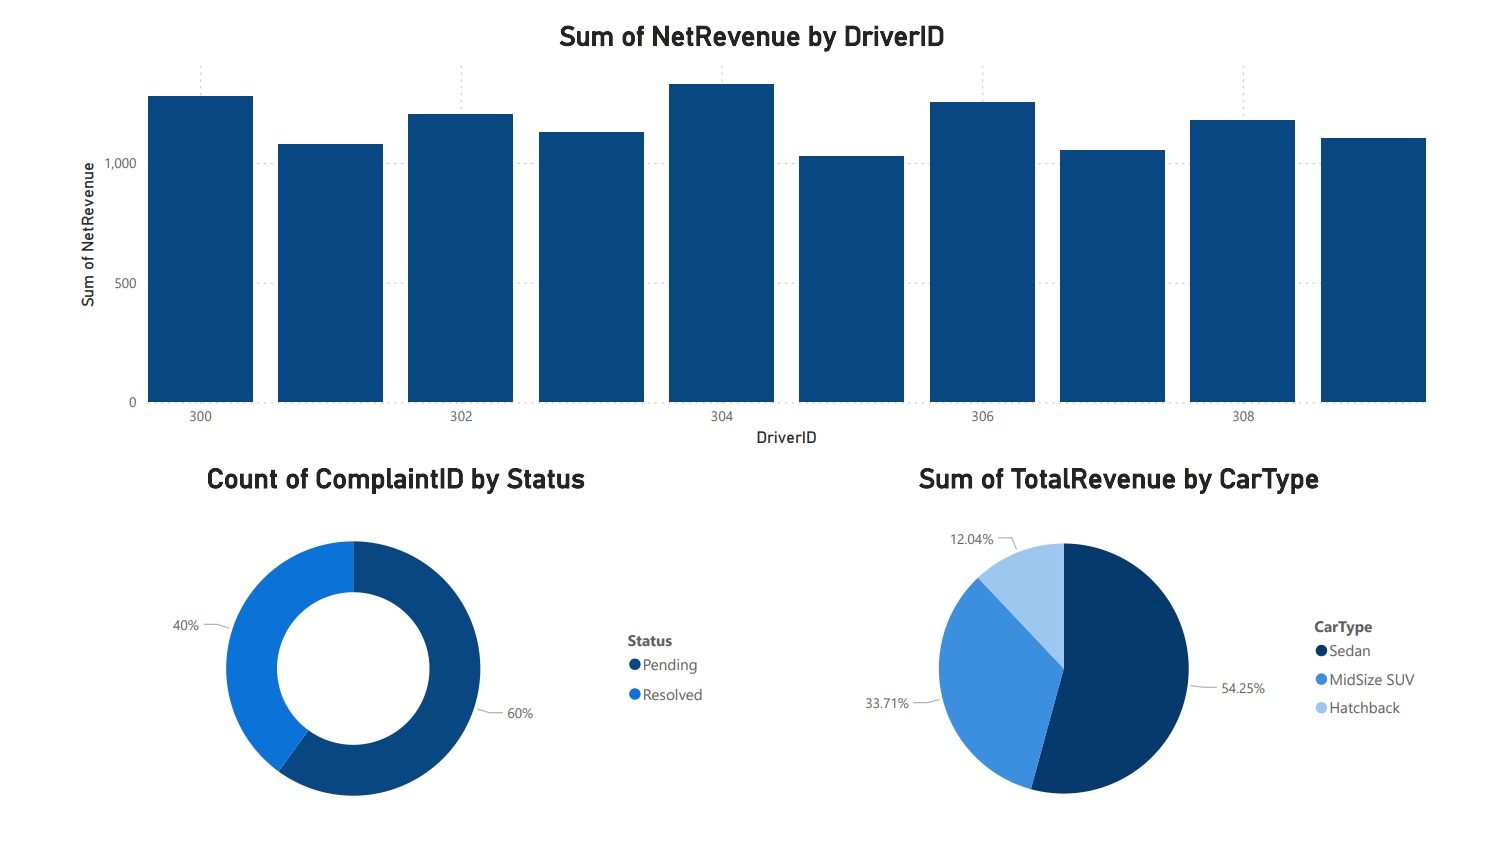 Sum of NetRevenue by DriverID
Sum of NetRevenue
1,000
500
0
300 302 304 306 308
DriverID
Count of ComplaintID by Status
40%
60%
Status
Pending
Resolved
Sum of TotalRevenue by CarType
12.04%
33.71%
54.25%
CarType
Sedan
MidSize SUV
Hatchback